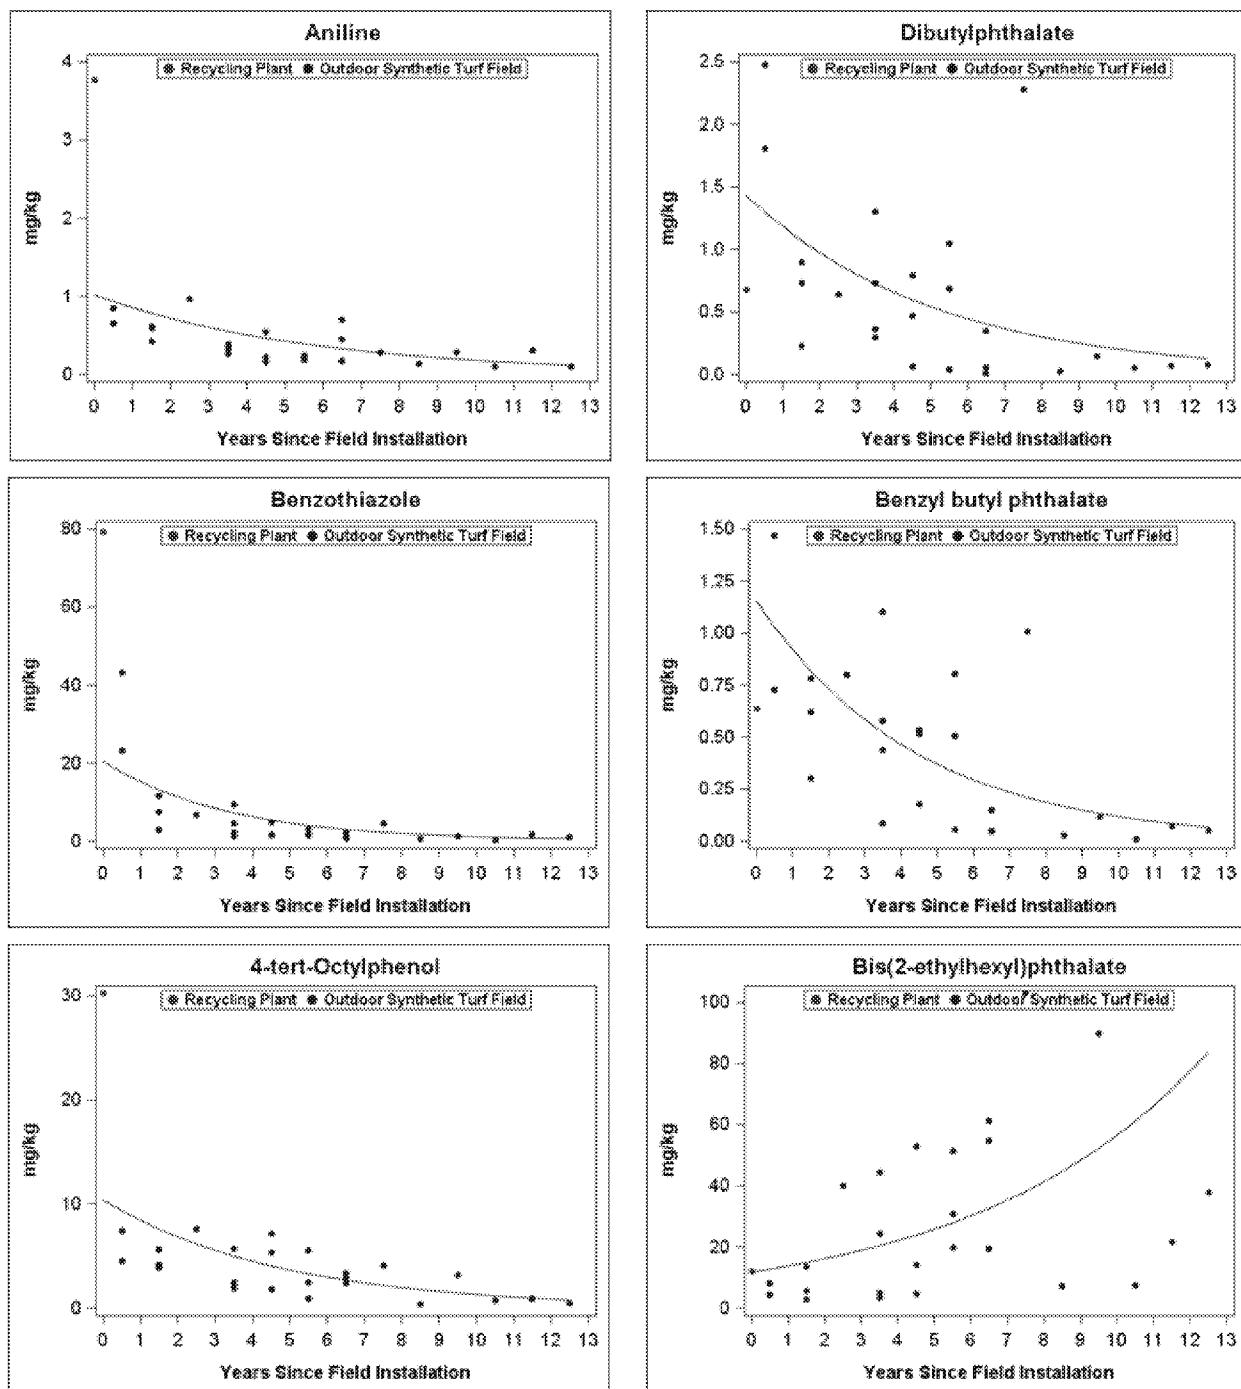 Aniline
● Recycling Plant ● Outdoor Synthetic Turf Field
4
3
2
1
0
mg/kg
0 1 2 3 4 5 6 7 8 9 10 11 12 13
Years Since Field Installation
Dibutylphthalate
● Recycling Plant ● Outdoor Synthetic Turf Field
2.5
2.0
1.5
1.0
0.5
0.0
mg/kg
0 1 2 3 4 5 6 7 8 9 10 11 12 13
Years Since Field Installation
Benzothiazole
● Recycling Plant ● Outdoor Synthetic Turf Field
80
60
40
20
0
mg/kg
0 1 2 3 4 5 6 7 8 9 10 11 12 13
Years Since Field Installation
Benzyl butyl phthalate
● Recycling Plant ● Outdoor Synthetic Turf Field
1.50
1.25
1.00
0.75
0.50
0.25
0.00
mg/kg
0 1 2 3 4 5 6 7 8 9 10 11 12 13
Years Since Field Installation
4-tert-Octylphenol
● Recycling Plant ● Outdoor Synthetic Turf Field
30
20
10
0
mg/kg
0 1 2 3 4 5 6 7 8 9 10 11 12 13
Years Since Field Installation
Bis(2-ethylhexyl)phthalate
● Recycling Plant ● Outdoor Synthetic Turf Field
100
80
60
40
20
0
mg/kg
0 1 2 3 4 5 6 7 8 9 10 11 12 13
Years Since Field Installation